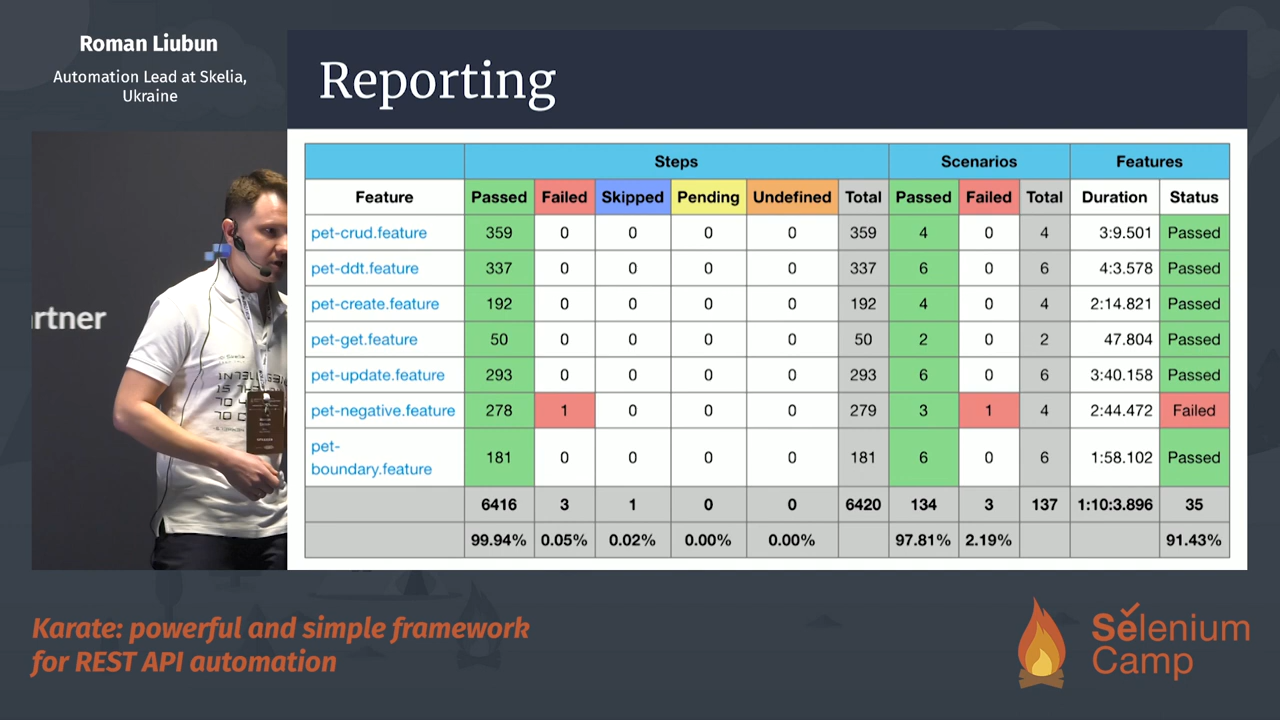 Roman Liubun
Automation Lead at Skelia,
Ukraine
rtner
Reporting
Steps Scenarios Features
Feature Passed Failed Skipped Pending Undefined Total Passed Failed Total Duration Status
pet-crud.feature 359 0 0 0 0 359 4 0 4 3:9.501 Passed
pet-ddt.feature 337 0 0 0 0 337 6 0 6 4:3.578 Passed
pet-create.feature 192 0 0 0 0 192 4 0 4 2:14.821 Passed
pet-get.feature 50 0 0 0 0 50 2 0 2 47.804 Passed
pet-update.feature 293 0 0 0 0 293 6 0 6 3:40.158 Passed
pet-negative.feature 278 1 0 0 0 279 3 1 4 2:44.472 Failed
pet-
boundary.feature 181 0 0 0 0 181 6 0 6 1:58.102 Passed
6416 3 1 0 0 6420 134 3 137 1:10:3.896 35
99.94% 0.05% 0.02% 0.00% 0.00% 97.81% 2.19% 91.43%
Karate: powerful and simple framework
for REST API automation
Selenium
Camp